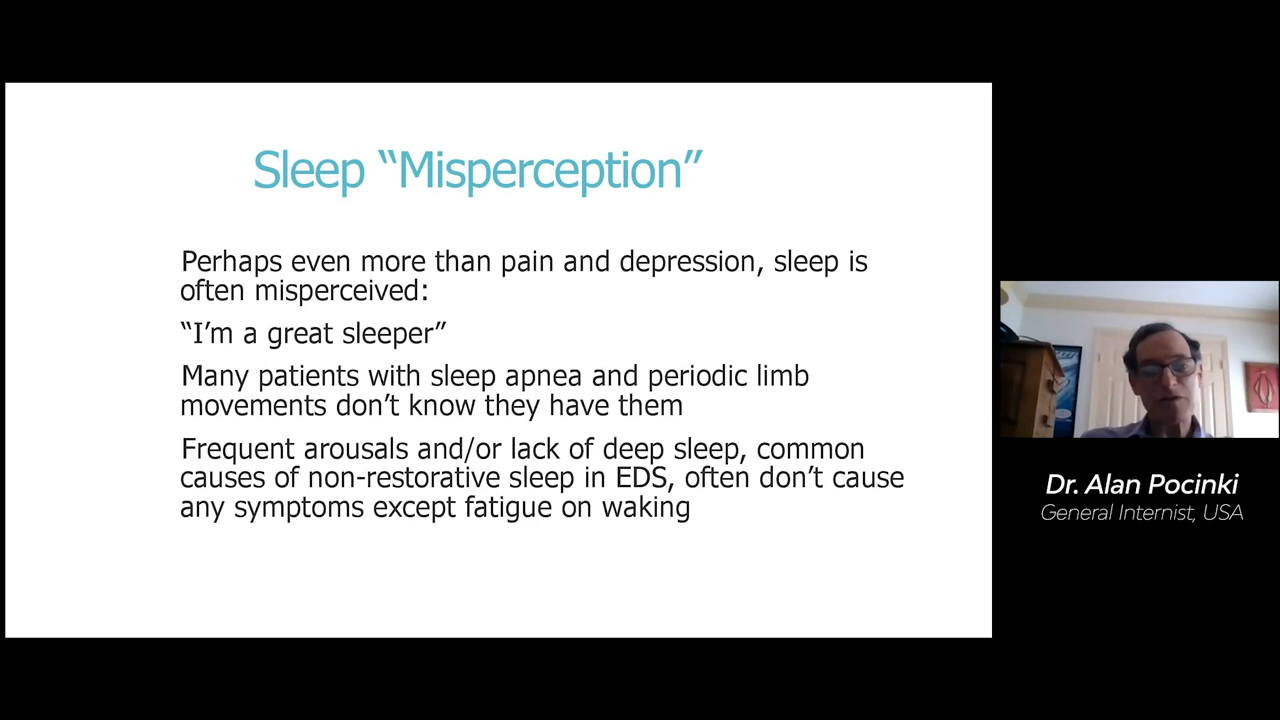 Sleep “Misperception”
Perhaps even more than pain and depression, sleep is
often misperceived:
“I’m a great sleeper”
Many patients with sleep apnea and periodic limb
movements don’t know they have them
Frequent arousals and/or lack of deep sleep, common
causes of non-restorative sleep in EDS, often don’t cause
any symptoms except fatigue on waking
Dr. Alan Pocinki
General Internist, USA